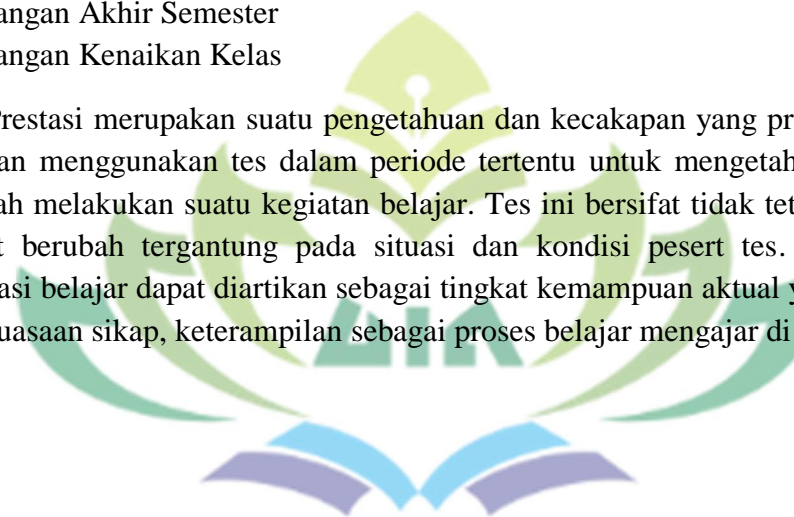 angan Akhir Semester
angan Kenaikan Kelas
Prestasi merupakan suatu pengetahuan dan kecakapan yang pr
an menggunakan tes dalam periode tertentu untuk mengetah
ah melakukan suatu kegiatan belajar. Tes ini bersifat tidak tet
t berubah tergantung pada situasi dan kondisi pesert tes.
asi belajar dapat diartikan sebagai tingkat kemampuan aktual y
uasaan sikap, keterampilan sebagai proses belajar mengajar di